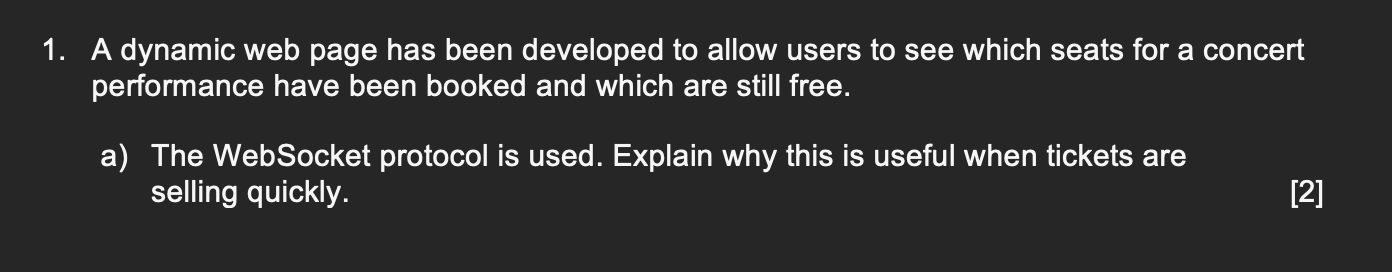 1. A dynamic web page has been developed to allow users to see which seats for a concert
performance have been booked and which are still free.
a) The WebSocket protocol is used. Explain why this is useful when tickets are
selling quickly. [2]